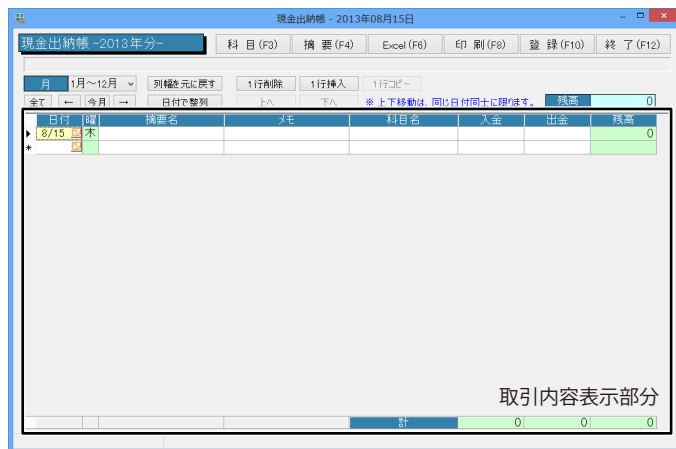 現金出納帳 - 2013年08月15日
現金出納帳 -2013年分-
科 目 (F3) 摘 要 (F4) Excel (F6) 印 刷 (F8) 登 録 (F10) 終 了 (F12)
月 1月～12月 列幅を元に戻す 1行削除 1行挿入 1行コピー
全て ← 今月 → 日付で整列 上へ 下へ ※ 上下移動は、同じ日付同士に限ります。 残高 0
日付 曜 摘要名 メモ 科目名 入金 出金 残高
8/15 木 0
*
取引内容表示部分
計 0 0 0